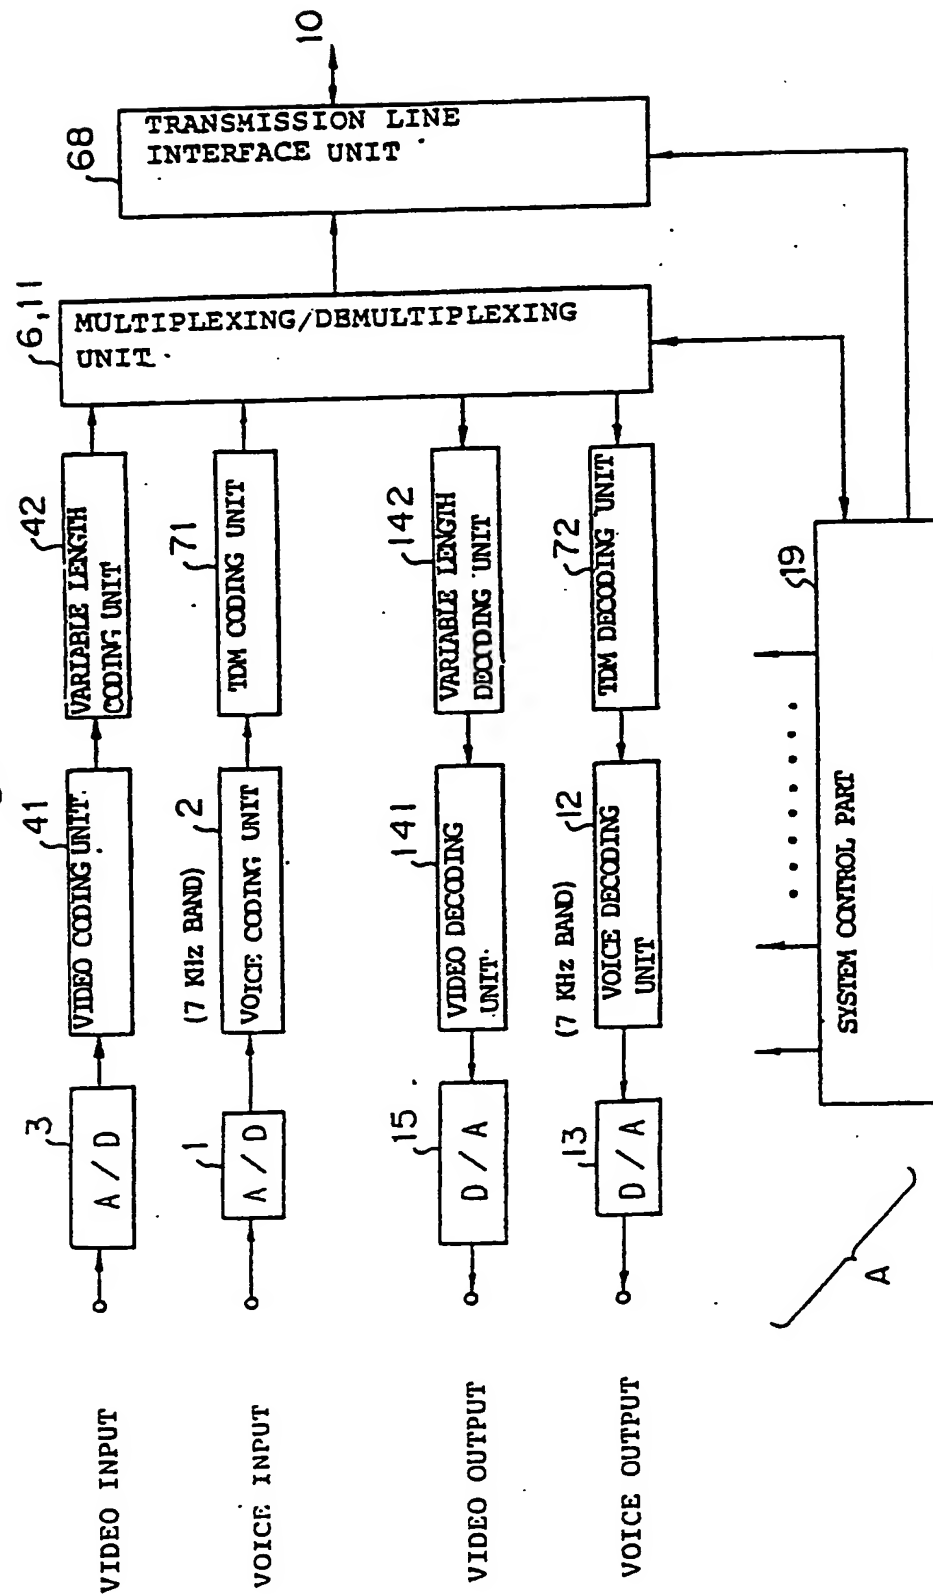 VIDEO INPUT
3
A / D
41
VIDEO CODING UNIT.
42
VARIABLE LENGTH
CODING UNIT
6,11
MULTIPLEXING/DEMULTIPLEXING
UNIT.
68
TRANSMISSION LINE
INTERFACE UNIT
10
VOICE INPUT
1
A / D
(7 KHz BAND)
2
VOICE CODING UNIT
71
TDM CODING UNIT
VIDEO OUTPUT
15
D / A
141
VIDEO DECODING
UNIT.
142
VARIABLE LENGTH
DECODING UNIT
VOICE OUTPUT
13
D / A
(7 KHz BAND)
12
VOICE DECODING
UNIT
72
TDM DECODING UNIT
A
19
SYSTEM CONTROL PART